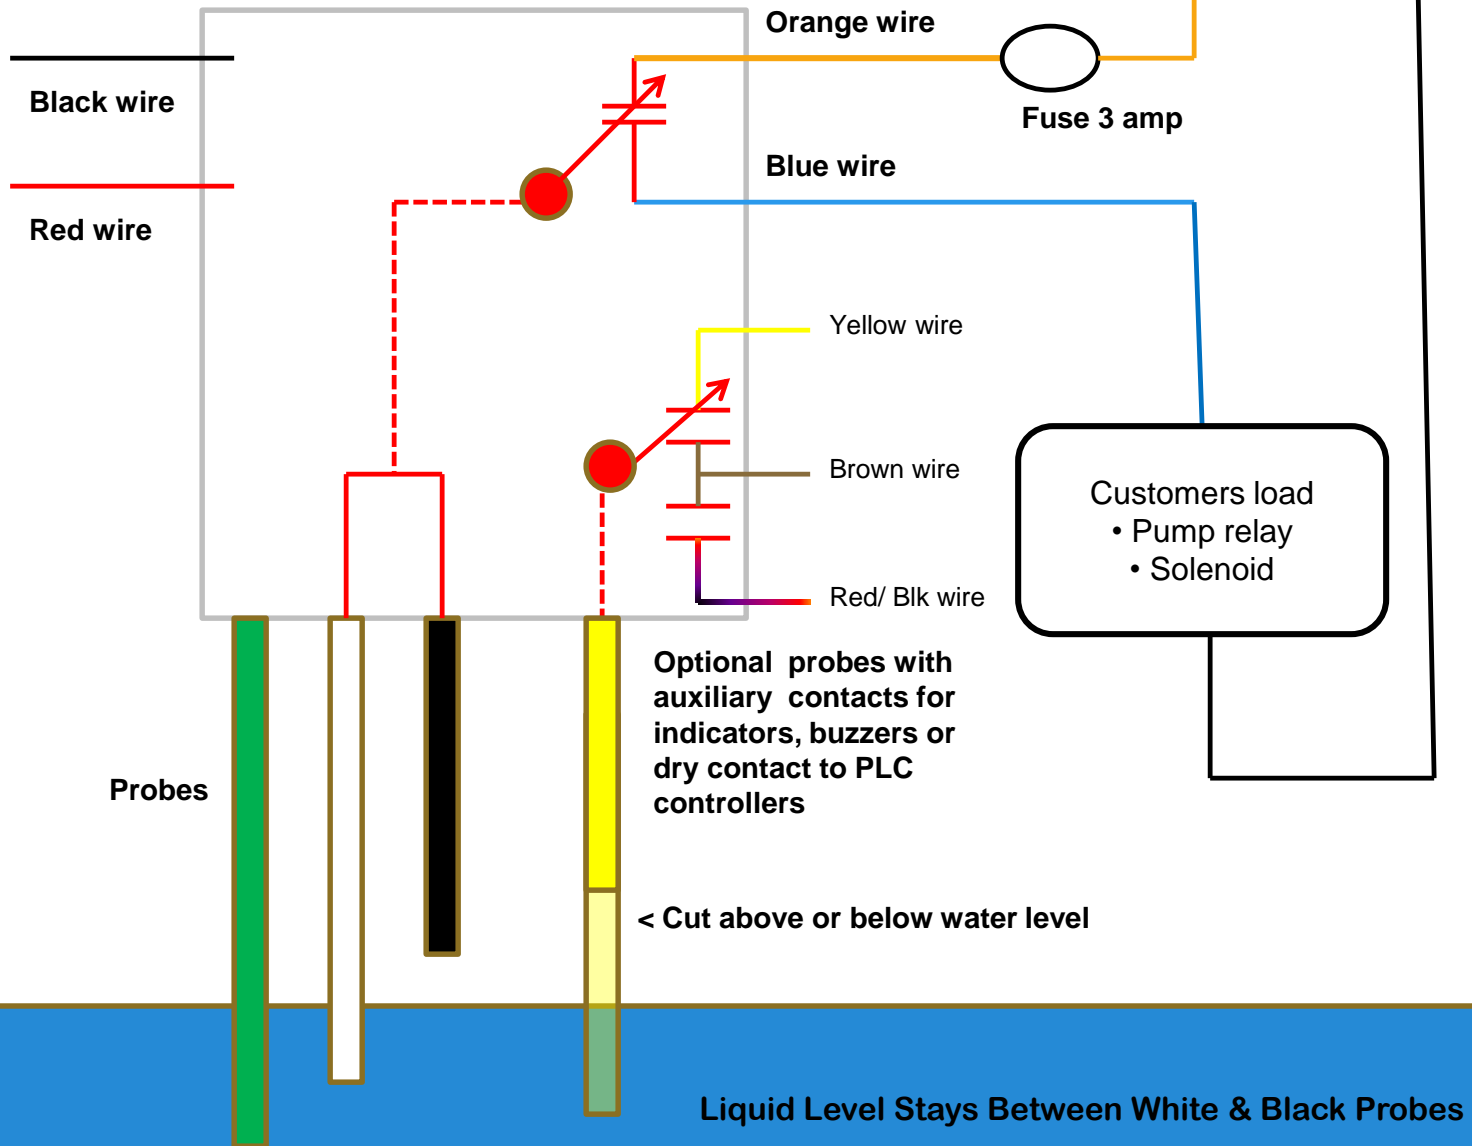 Orange wire
Black wire
Fuse 3 amp
Blue wire
Red wire
Yellow wire
Brown wire
Customers load
• Pump relay
• Solenoid
Red/ Blk wire
Optional probes with
auxiliary contacts for
indicators, buzzers or
dry contact to PLC
controllers
Probes
< Cut above or below water level
Liquid Level Stays Between White & Black Probes